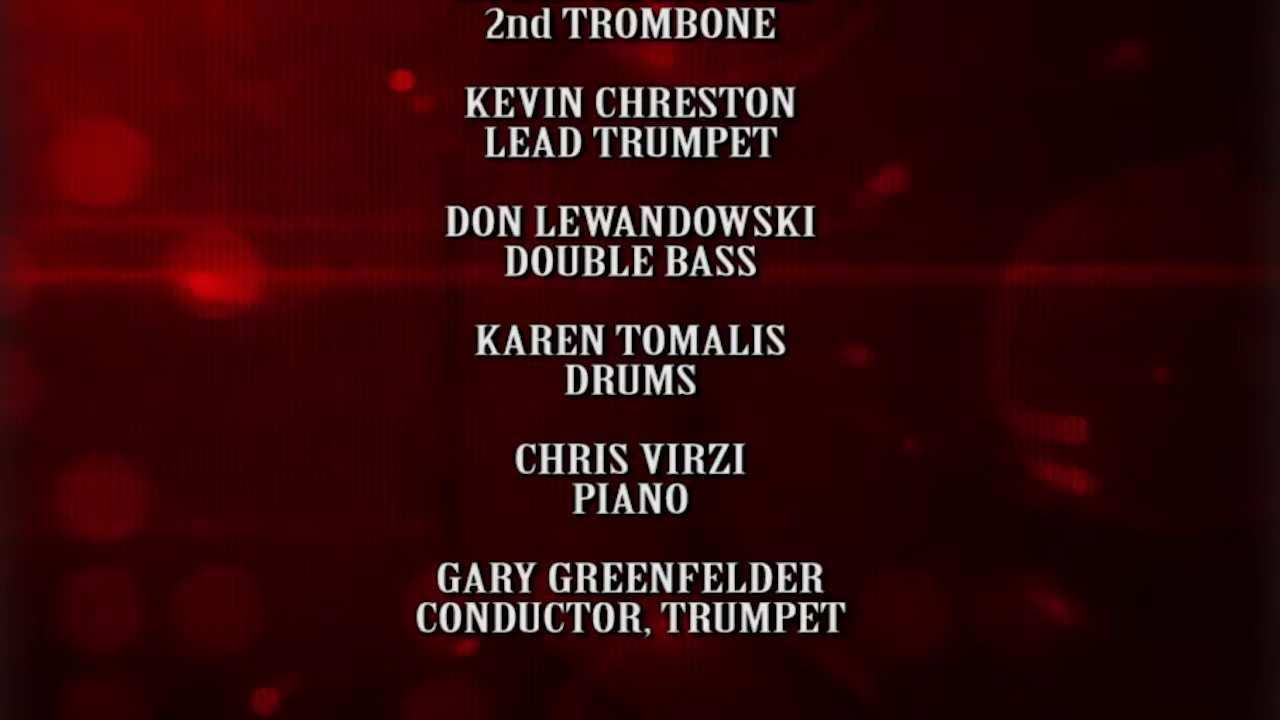 2nd TROMBONE
KEVIN CHRESTON
LEAD TRUMPET
DON LEWANDOWSKI
DOUBLE BASS
KAREN TOMALIS
DRUMS
CHRIS VIRZI
PIANO
GARY GREENFELDER
CONDUCTOR, TRUMPET